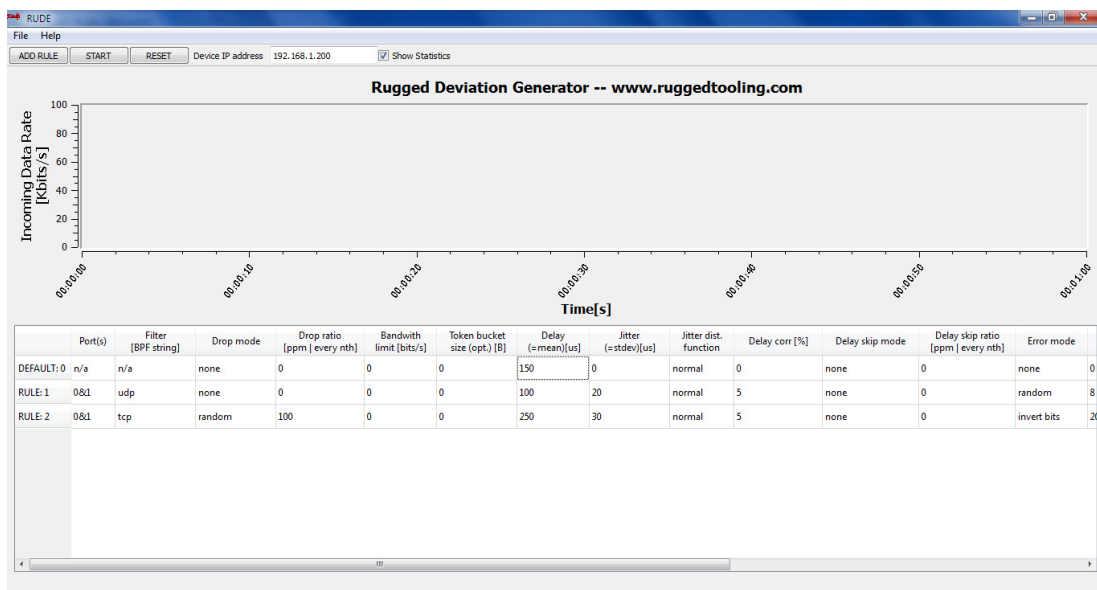 RUDE
File Help
ADD RULE START RESET Device IP address 192.168.1.200 Show Statistics
Rugged Deviation Generator -- www.ruggedtooling.com
Incoming Data Rate
[Kbits/s]
100
80
60
40
20
0
00:00:00 00:00:10 00:00:20 00:00:30 00:00:40 00:00:50 00:01:00
Time[s]
Port(s) Filter [BPF string] Drop mode Drop ratio [ppm | every nth] Bandwith limit [bits/s] Token bucket size (opt.) [B] Delay (=mean)[us] Jitter (=stdev)[us] Jitter dist. function Delay corr [%] Delay skip mode Delay skip ratio [ppm | every nth] Error mode
DEFAULT: 0 n/a n/a none 0 0 0 150 0 normal 0 none 0 none 0
RULE: 1 0&1 udp none 0 0 0 100 20 normal 5 none 0 random 8
RULE: 2 0&1 tcp random 100 0 0 250 30 normal 5 none 0 invert bits